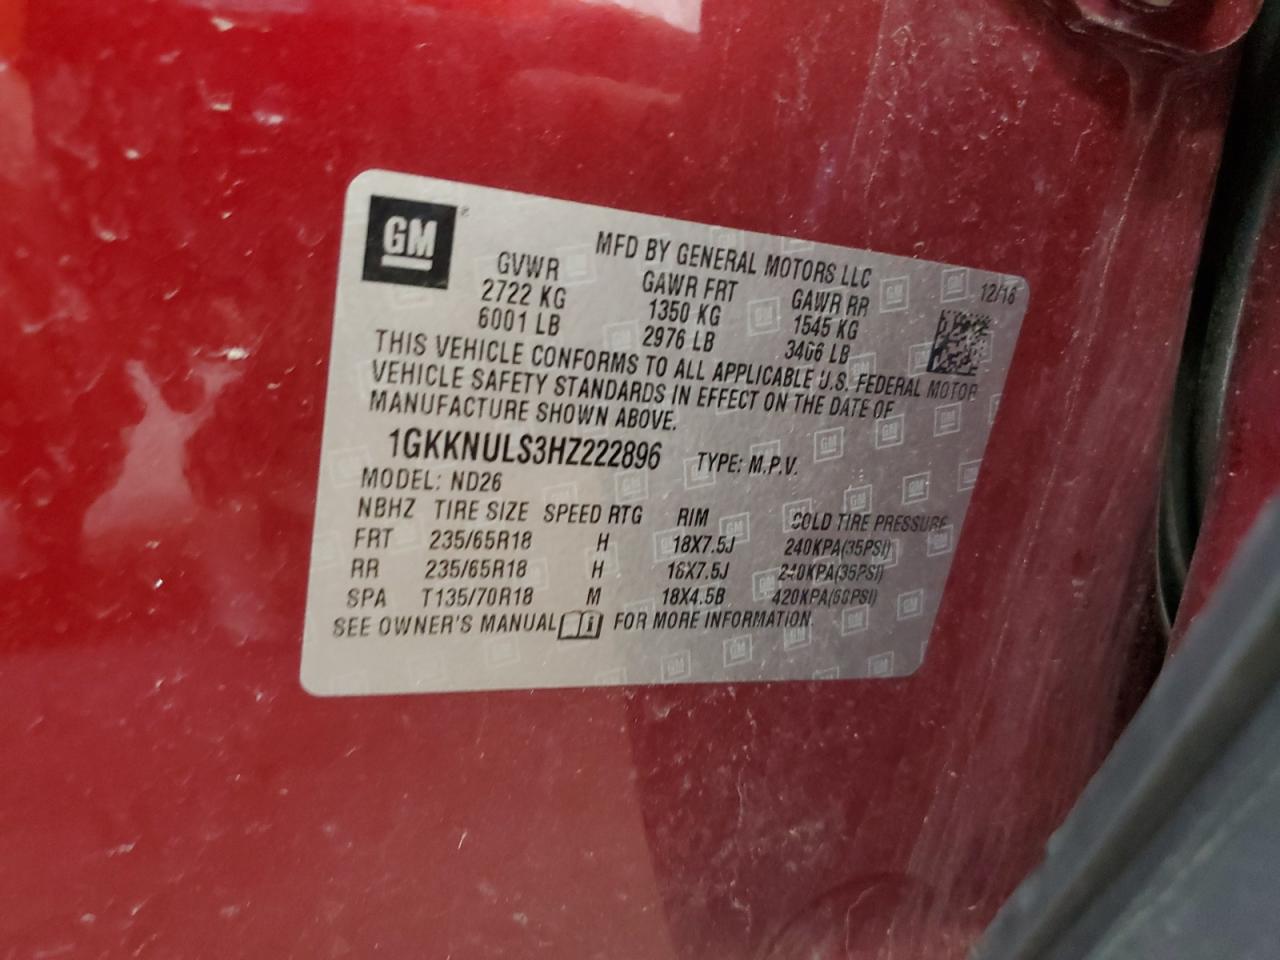 GM
MFD BY GENERAL MOTORS LLC
GVWR GAWR FRT GAWR RR 12/16
2722 KG 1350 KG 1545 KG
6001 LB 2976 LB 3406 LB
THIS VEHICLE CONFORMS TO ALL APPLICABLE U.S. FEDERAL MOTOR
VEHICLE SAFETY STANDARDS IN EFFECT ON THE DATE OF
MANUFACTURE SHOWN ABOVE.
1GKKNULS3HZ222896 TYPE: M.P.V.
MODEL: ND26
NBHZ TIRE SIZE SPEED RTG RIM COLD TIRE PRESSURE
FRT 235/65R18 H 18X7.5J 240KPA(35PSI)
RR 235/65R18 H 18X7.5J 240KPA(35PSI)
SPA T135/70R18 M 18X4.5B 420KPA(60PSI)
SEE OWNER'S MANUAL i FOR MORE INFORMATION.